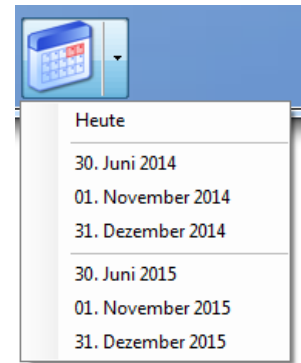 Heute
30. Juni 2014
01. November 2014
31. Dezember 2014
30. Juni 2015
01. November 2015
31. Dezember 2015